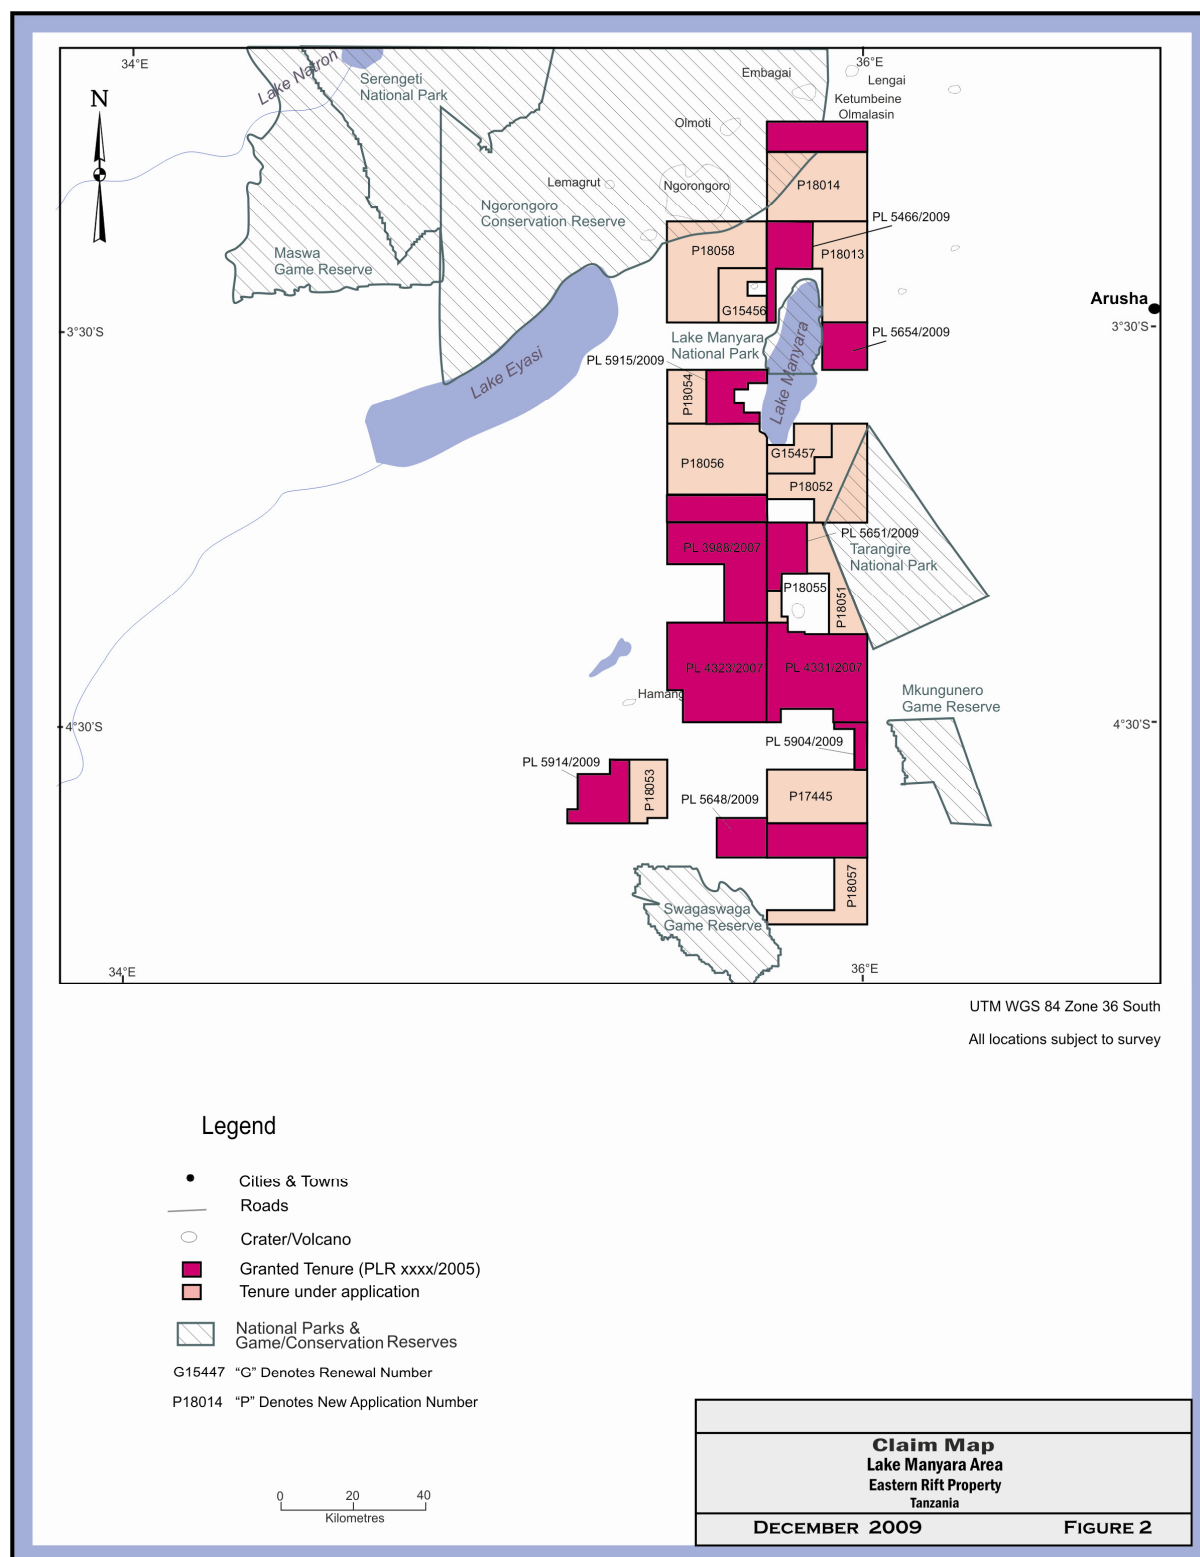 34°E
36°E
Lake Natron
Serengeti
National Park
Embagai
Lengai
Ketumbeine
Olmalasin
N
Olmoti
Lemagrut
Ngorongoro
P18014
Ngorongoro
Conservation Reserve
PL 5466/2009
Maswa
Game Reserve
P18058
P18013
G15456
Arusha
3°30'S
3°30'S
Lake Manyara
National Park
PL 5654/2009
Lake Manyara
Lake Eyasi
PL 5915/2009
P18054
P18056
G15457
P18052
PL 3988/2007
PL 5651/2009
Tarangire
National Park
P18055
P18051
PL 4323/2007
PL 4331/2007
Hamang
Mkungunero
Game Reserve
4°30'S
4°30'S
PL 5904/2009
PL 5914/2009
P18053
PL 5648/2009
P17445
P18057
Swagaswaga
Game Reserve
34°E
36°E
UTM WGS 84 Zone 36 South
All locations subject to survey
Legend
Cities & Towns
Roads
Crater/Volcano
Granted Tenure (PLR xxxx/2005)
Tenure under application
National Parks &
Game/Conservation Reserves
G15447 "G" Denotes Renewal Number
P18014 "P" Denotes New Application Number
0 20 40
Kilometres
Claim Map
Lake Manyara Area
Eastern Rift Property
Tanzania
DECEMBER 2009 FIGURE 2